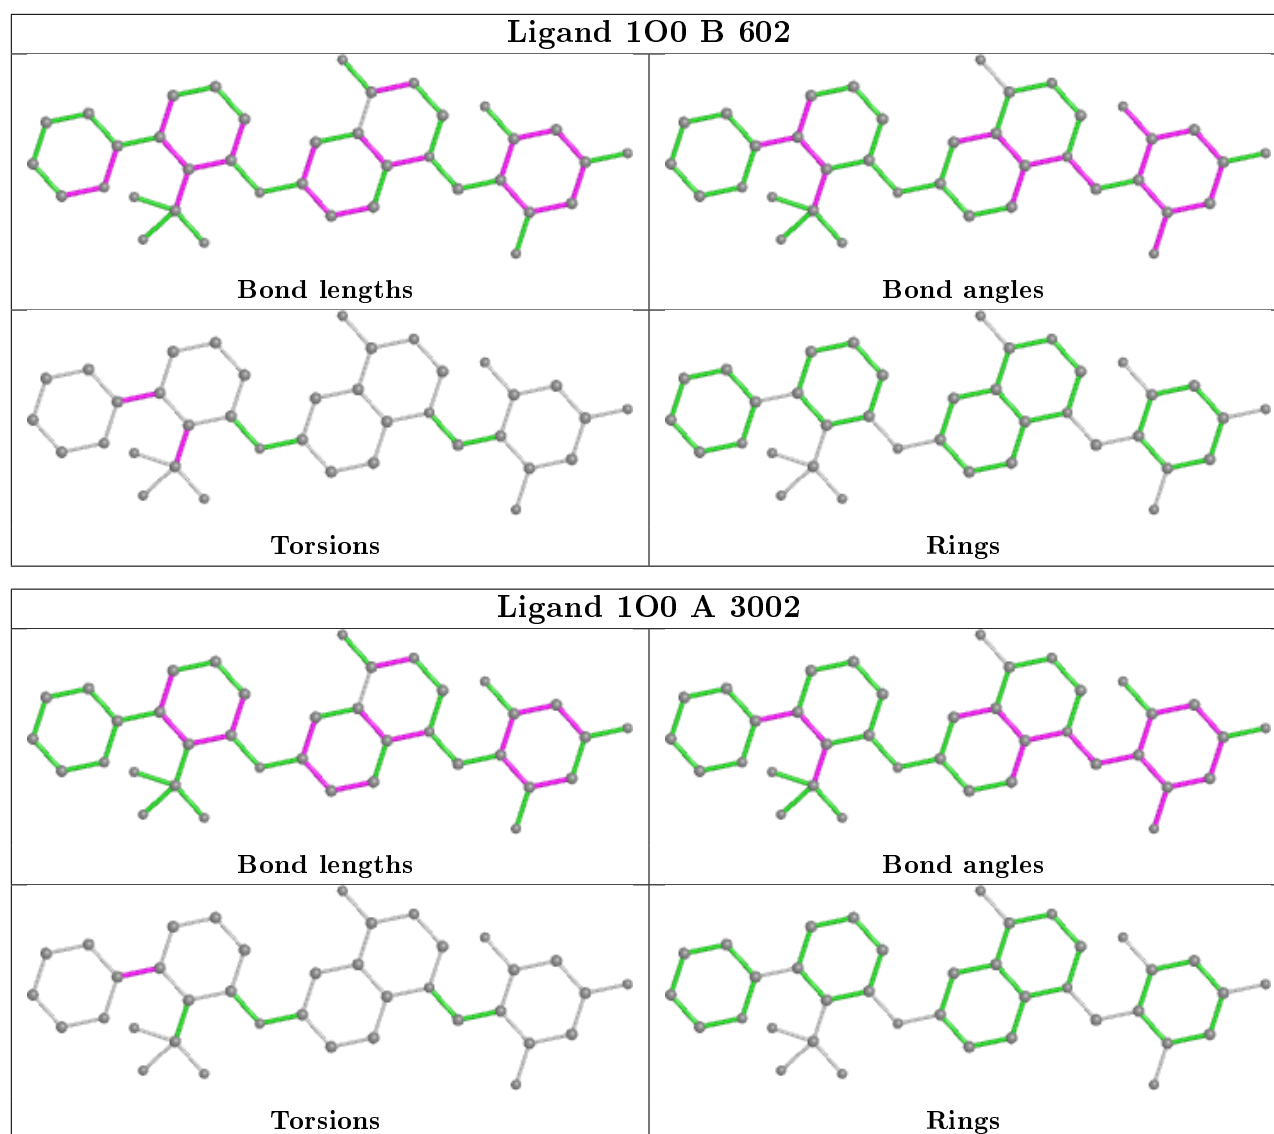 Ligand 1O0 B 602
Bond lengths
Bond angles
Torsions
Rings
Ligand 1O0 A 3002
Bond lengths
Bond angles
Torsions
Rings